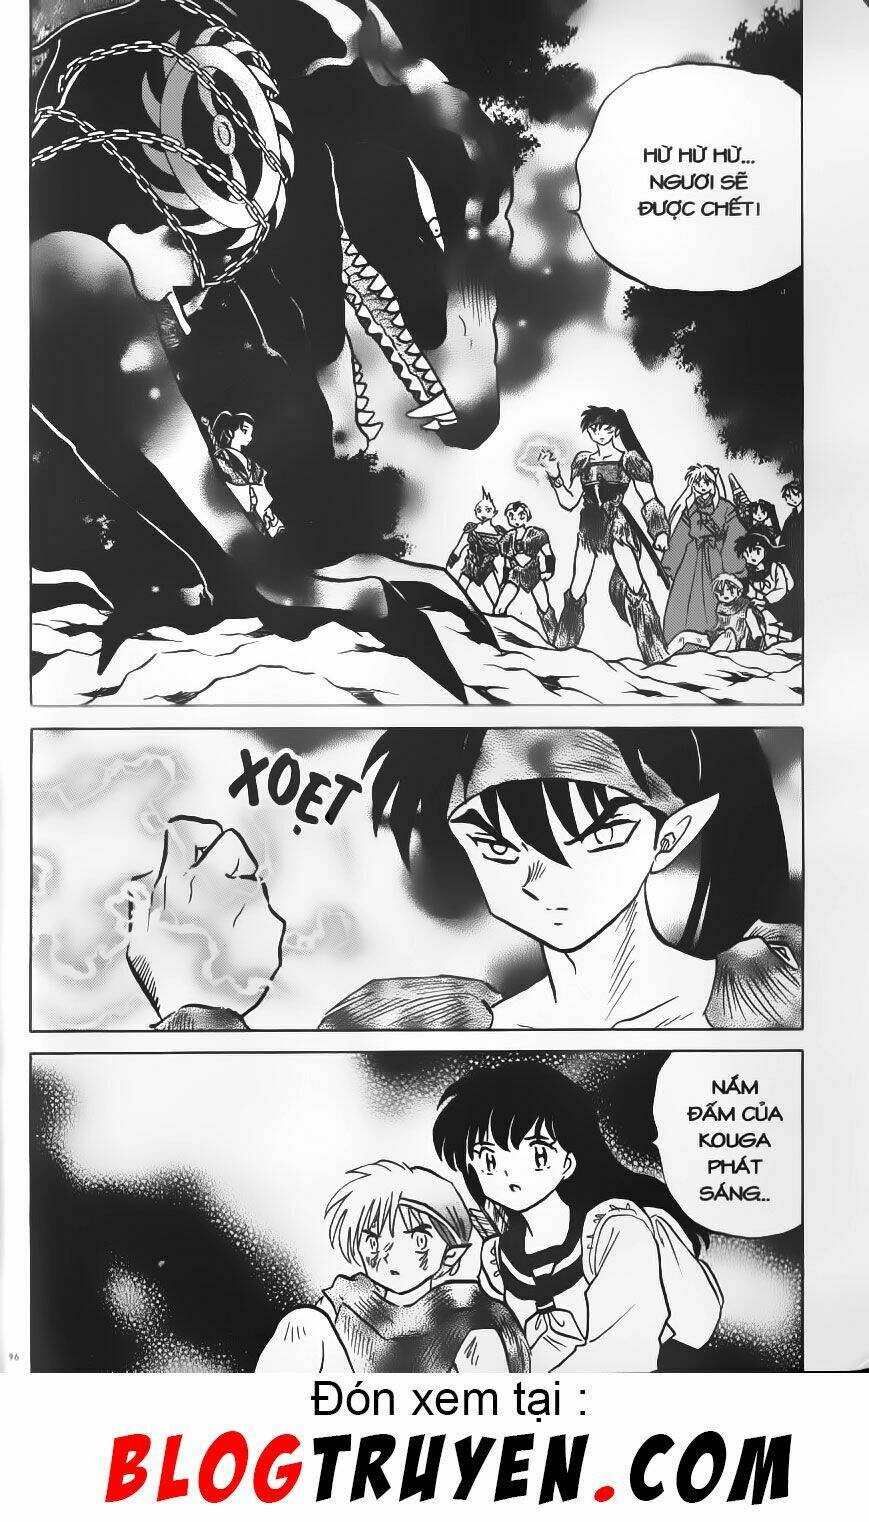 HỪ HỪ HỪ...
NGƯƠI SẼ
ĐƯỢC CHẾT!
XOẸT
NẮM
ĐẤM CỦA
KOUGA
PHÁT
SÁNG...
96
Đón xem tại :
BLOGTRUYEN.COM